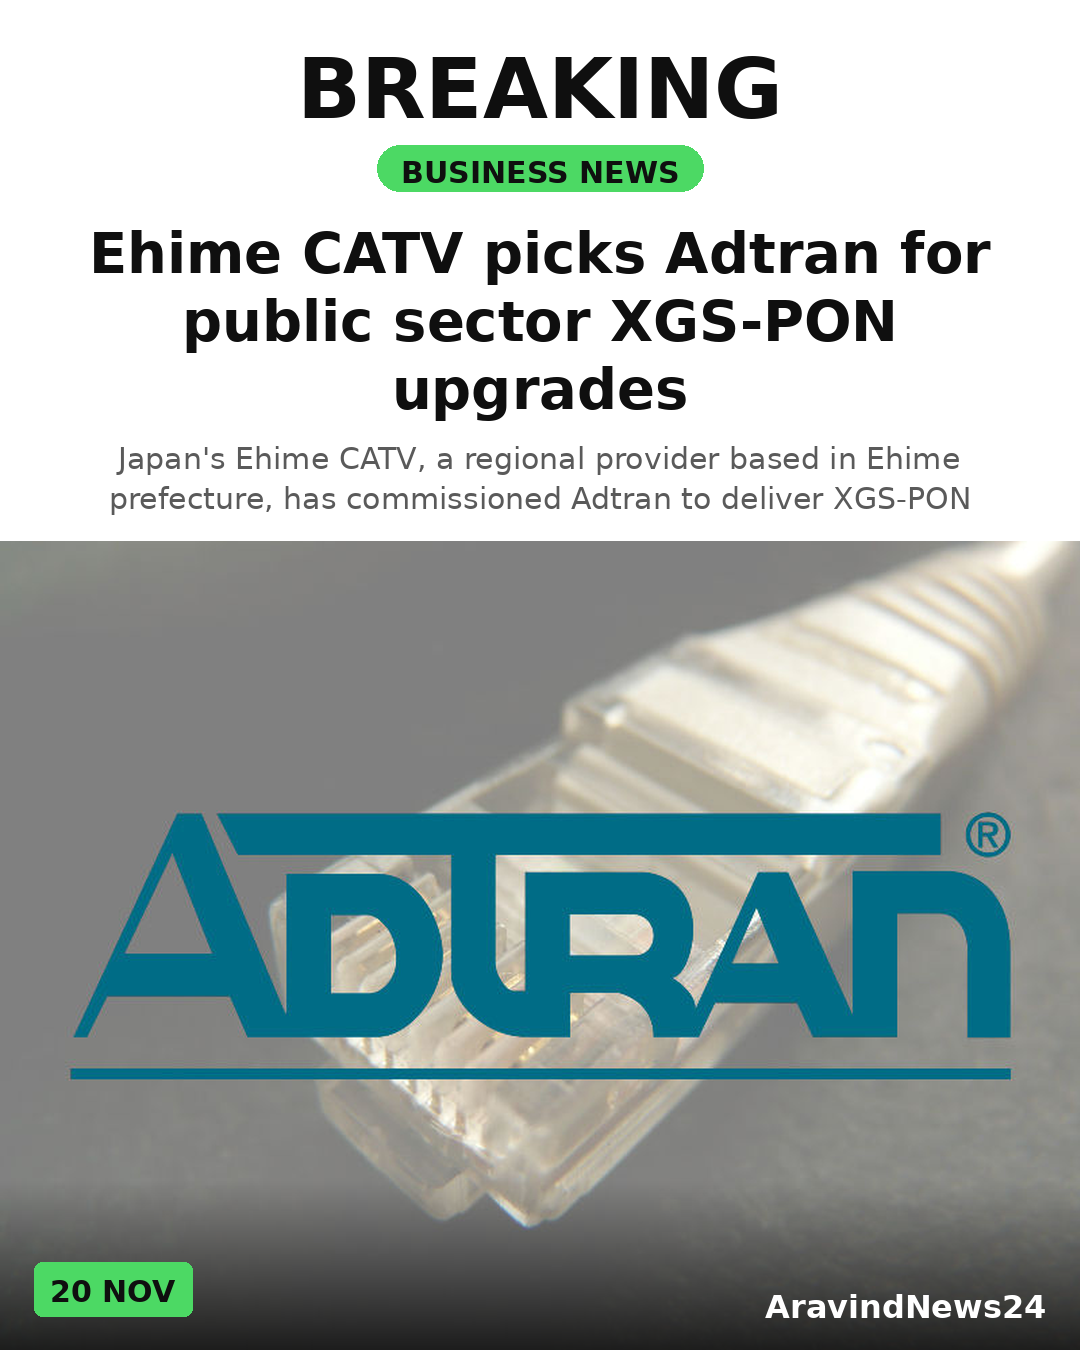 BREAKING
BUSINESS NEWS
Ehime CATV picks Adtran for
public sector XGS-PON
upgrades
Japan's Ehime CATV, a regional provider based in Ehime
prefecture, has commissioned Adtran to deliver XGS-PON
ADTRAN®
20 NOV
AravindNews24